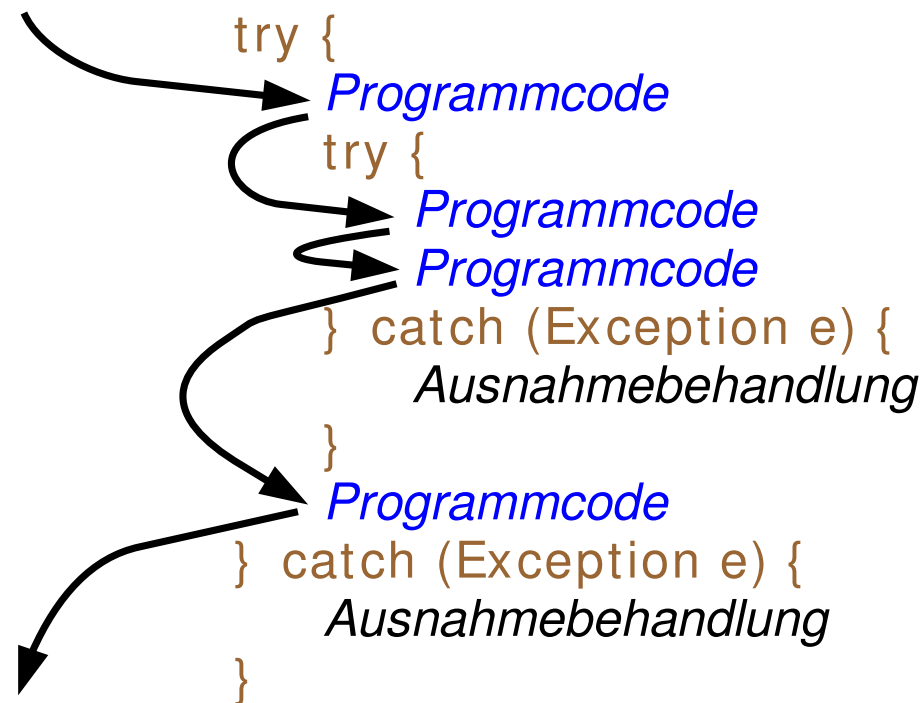 try {
Programmcode
try {
Programmcode
Programmcode
} catch (Exception e) {
Ausnahmebehandlung
}
Programmcode
} catch (Exception e) {
Ausnahmebehandlung
}